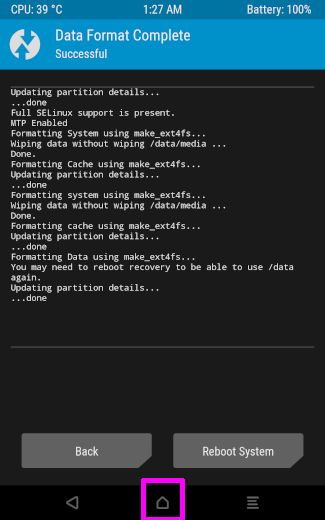 CPU: 39 °C 1:27 AM Battery: 100%
Data Format Complete
Successful
Updating partition details...
...done
Full SELinux support is present.
MTP Enabled
Formatting System using make_ext4fs...
Wiping data without wiping /data/media ...
Done.
Formatting Cache using make_ext4fs...
Updating partition details...
...done
Formatting system using make_ext4fs...
Wiping data without wiping /data/media ...
Done.
Formatting cache using make_ext4fs...
Updating partition details...
...done
Formatting Data using make_ext4fs...
You may need to reboot recovery to be able to use /data
again.
Updating partition details...
...done
Back Reboot System